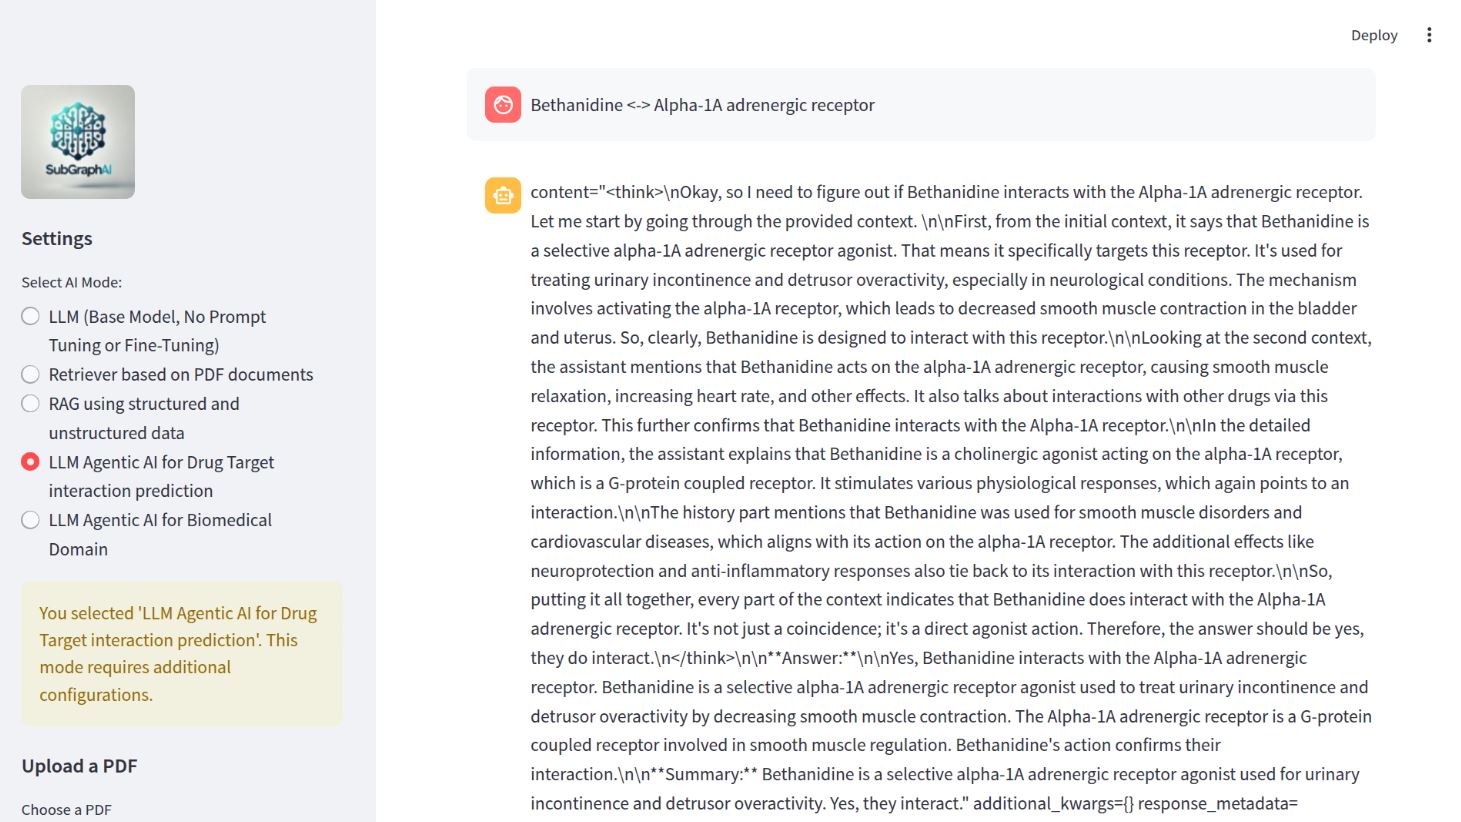 Deploy
SubGraphAI
Settings
Select AI Mode:
LLM (Base Model, No Prompt
Tuning or Fine-Tuning)
Retriever based on PDF documents
RAG using structured and
unstructured data
LLM Agentic AI for Drug Target
interaction prediction
LLM Agentic AI for Biomedical
Domain
You selected 'LLM Agentic AI for Drug
Target interaction prediction'. This
mode requires additional
configurations.
Upload a PDF
Choose a PDF
Bethanidine <-> Alpha-1A adrenergic receptor
content="<think>\nOkay, so I need to figure out if Bethanidine interacts with the Alpha-1A adrenergic receptor.
Let me start by going through the provided context. \n\nFirst, from the initial context, it says that Bethanidine is
a selective alpha-1A adrenergic receptor agonist. That means it specifically targets this receptor. It's used for
treating urinary incontinence and detrusor overactivity, especially in neurological conditions. The mechanism
involves activating the alpha-1A receptor, which leads to decreased smooth muscle contraction in the bladder
and uterus. So, clearly, Bethanidine is designed to interact with this receptor.\n\nLooking at the second context,
the assistant mentions that Bethanidine acts on the alpha-1A adrenergic receptor, causing smooth muscle
relaxation, increasing heart rate, and other effects. It also talks about interactions with other drugs via this
receptor. This further confirms that Bethanidine interacts with the Alpha-1A receptor.\n\nIn the detailed
information, the assistant explains that Bethanidine is a cholinergic agonist acting on the alpha-1A receptor,
which is a G-protein coupled receptor. It stimulates various physiological responses, which again points to an
interaction.\n\nThe history part mentions that Bethanidine was used for smooth muscle disorders and
cardiovascular diseases, which aligns with its action on the alpha-1A receptor. The additional effects like
neuroprotection and anti-inflammatory responses also tie back to its interaction with this receptor.\n\nSo,
putting it all together, every part of the context indicates that Bethanidine does interact with the Alpha-1A
adrenergic receptor. It's not just a coincidence; it's a direct agonist action. Therefore, the answer should be yes,
they do interact.\n</think>\n\n**Answer:**\n\nYes, Bethanidine interacts with the Alpha-1A adrenergic
receptor. Bethanidine is a selective alpha-1A adrenergic receptor agonist used to treat urinary incontinence and
detrusor overactivity by decreasing smooth muscle contraction. The Alpha-1A adrenergic receptor is a G-protein
coupled receptor involved in smooth muscle regulation. Bethanidine's action confirms their
interaction.\n\n**Summary:** Bethanidine is a selective alpha-1A adrenergic receptor agonist used for urinary
incontinence and detrusor overactivity. Yes, they interact." additional_kwargs={} response_metadata=